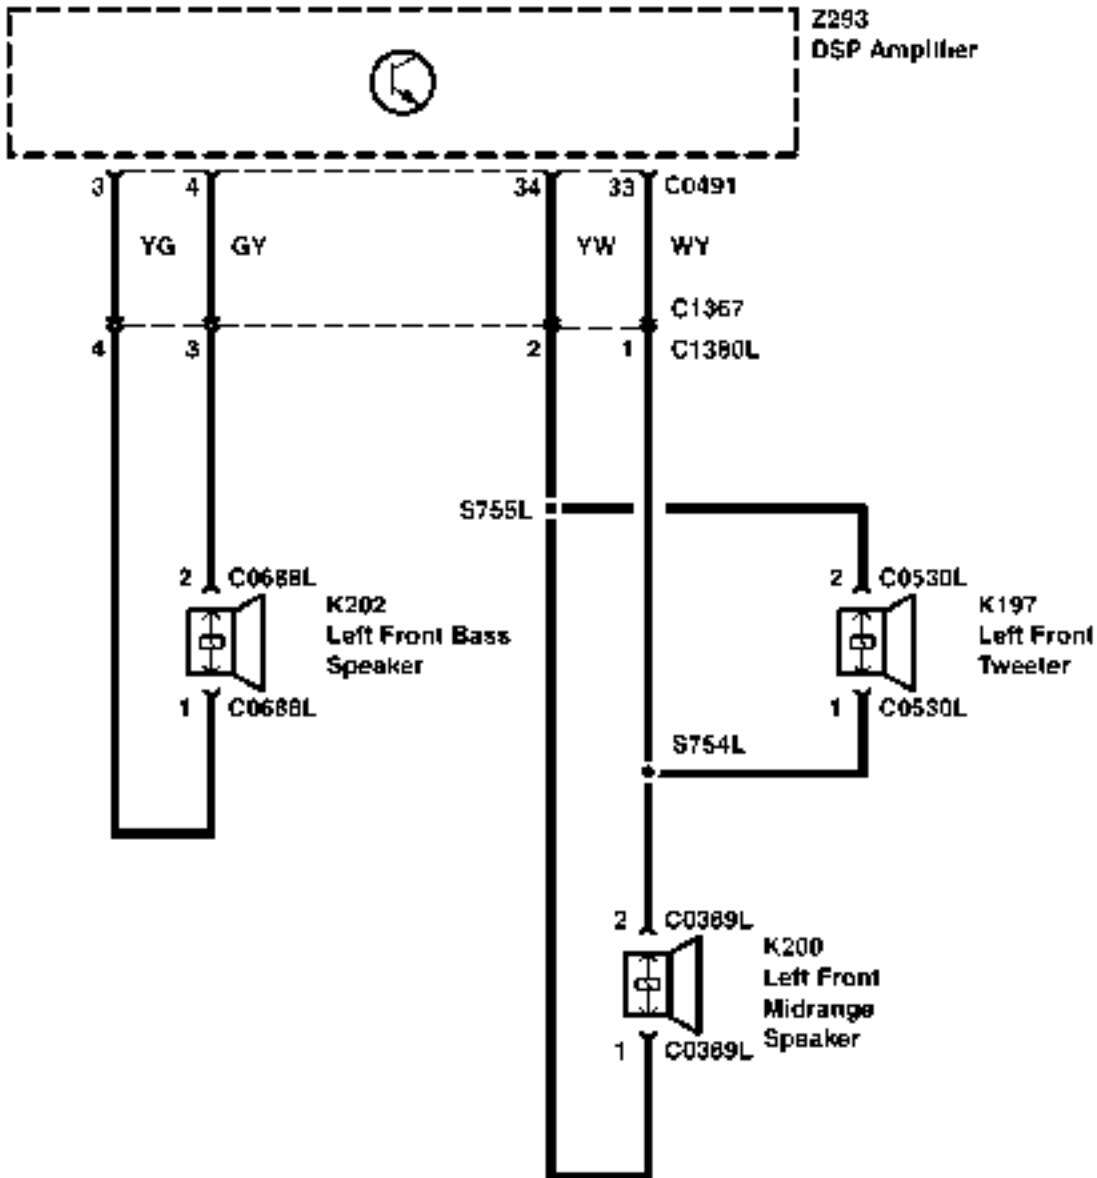 Z293
DSP Amplifier
3
4
34
33
C0491
YG
GY
YW
WY
C1367
4
3
2
1
C1380L
S755L
2
C0688L
2
C0530L
K202
Left Front Bass
Speaker
K197
Left Front
Tweeter
1
C0688L
1
C0530L
S754L
2
C0369L
K200
Left Front
Midrange
Speaker
1
C0369L